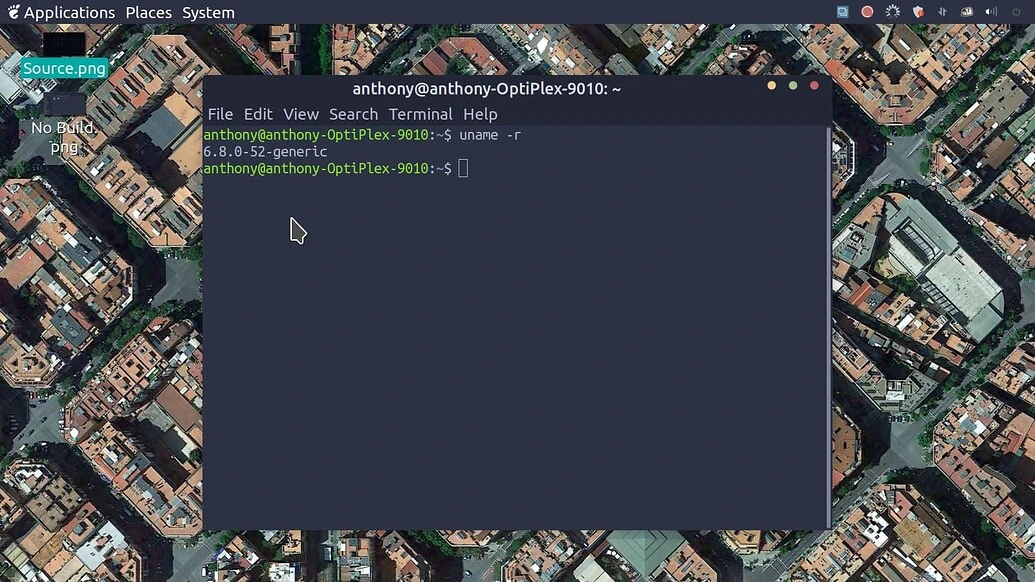 Applications Places System
Source.png
No Build.
png
anthony@anthony-OptiPlex-9010: ~
File Edit View Search Terminal Help
anthony@anthony-OptiPlex-9010:~$ uname -r
6.8.0-52-generic
anthony@anthony-OptiPlex-9010:~$